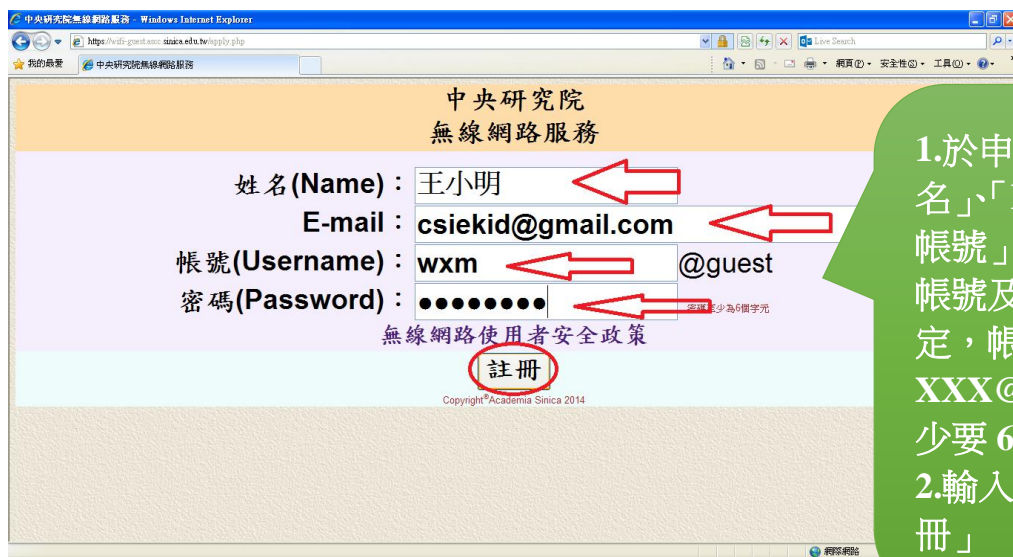 中央研究院無線網路服務 - Windows Internet Explorer
https://wifi-guest.ascc.sinica.edu.tw/apply.php
Live Search
我的最愛
中央研究院無線網路服務
網頁(P)
安全性(S)
工具(O)
中央研究院
無線網路服務
姓名(Name)：王小明
E-mail：csiekid@gmail.com
帳號(Username)：wxm @guest
密碼(Password)：●●●●●●●●
密碼至少為6個字元
無線網路使用者安全政策
註冊
Copyright®Academia Sinica 2014
網際網路
1.於申
名」、「
帳號」
帳號及
定，帳
XXX@
少要 6
2.輸入
冊」